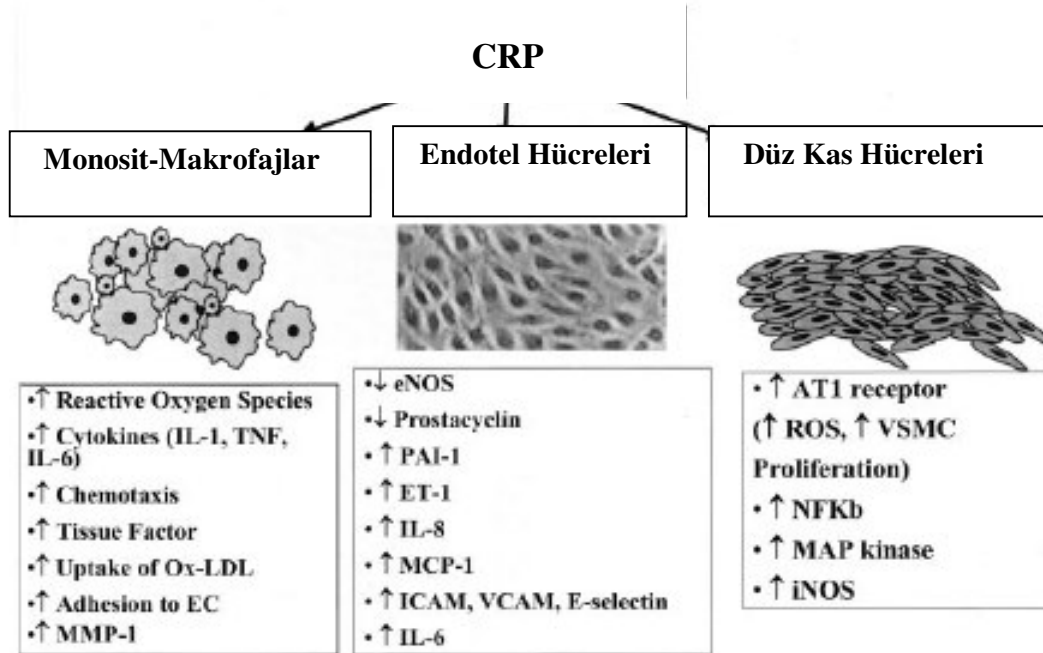 CRP
Monosit-Makrofajlar
Endotel Hücreleri
Düz Kas Hücreleri
•↑ Reactive Oxygen Species
•↑ Cytokines (IL-1, TNF,
IL-6)
•↑ Chemotaxis
•↑ Tissue Factor
•↑ Uptake of Ox-LDL
•↑ Adhesion to EC
•↑ MMP-1
•↓ eNOS
•↓ Prostacyclin
•↑ PAI-1
•↑ ET-1
•↑ IL-8
•↑ MCP-1
•↑ ICAM, VCAM, E-selectin
•↑ IL-6
•↑ AT1 receptor
(↑ ROS, ↑ VSMC
Proliferation)
•↑ NFKb
•↑ MAP kinase
•↑ iNOS